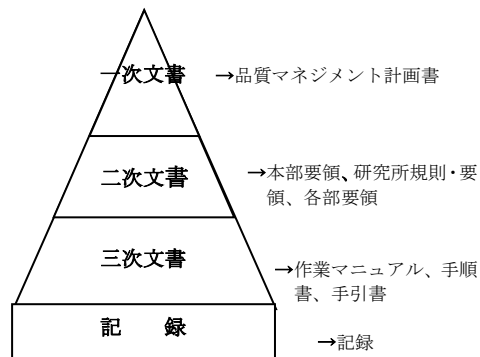 一次文書 →品質マネジメント計画書
二次文書 →本部要領、研究所規則・要
領、各部要領
三次文書 →作業マニュアル、手順
書、手引書
記　録 →記録